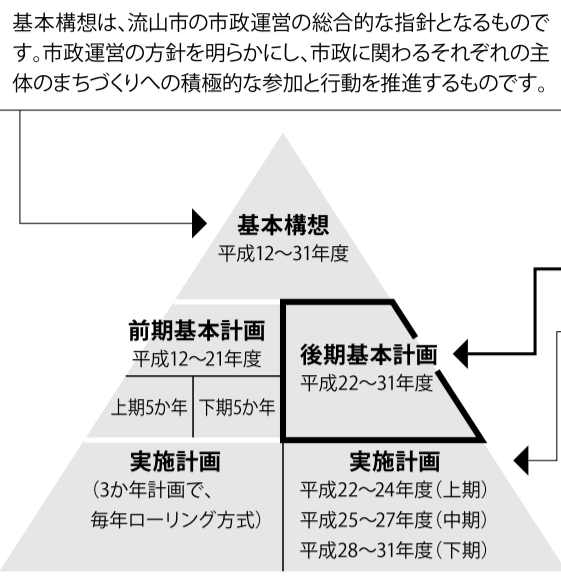 基本構想は、流山市の市政運営の総合的な指針となるもので
す。市政運営の方針を明らかにし、市政に関わるそれぞれの主
体のまちづくりへの積極的な参加と行動を推進するものです。
基本構想
平成12〜31年度
前期基本計画
平成12〜21年度
上期5か年
下期5か年
後期基本計画
平成22〜31年度
実施計画
（3か年計画で、
毎年ローリング方式）
実施計画
平成22〜24年度（上期）
平成25〜27年度（中期）
平成28〜31年度（下期）